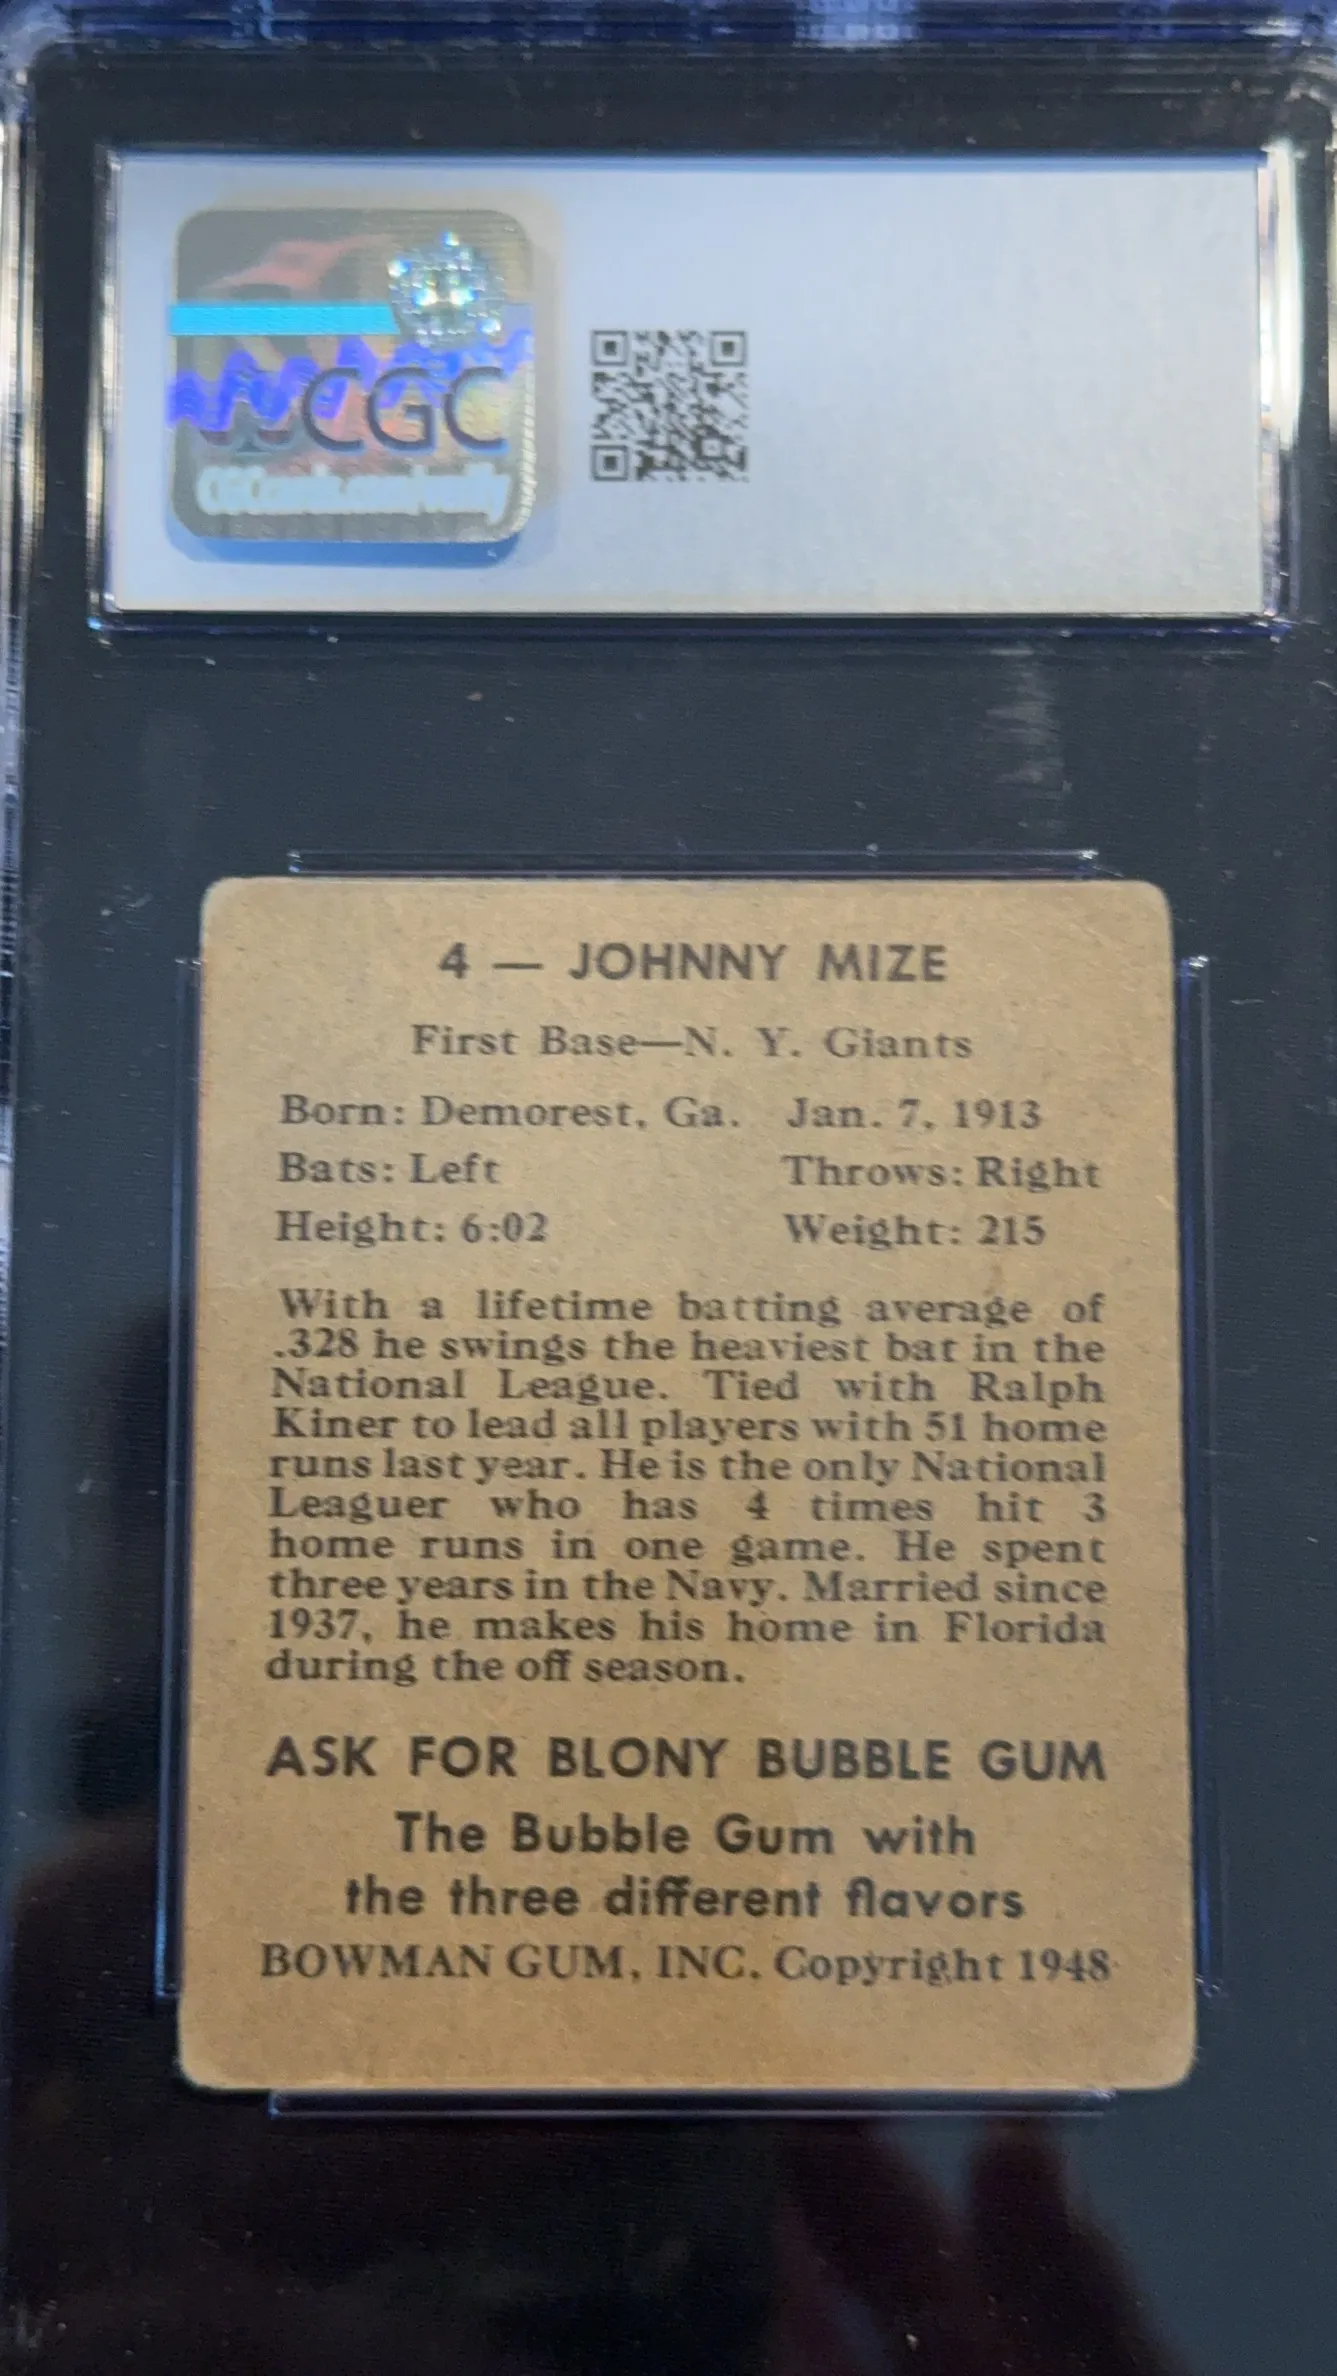 CGC
4 — JOHNNY MIZE
First Base—N. Y. Giants
Born: Demorest, Ga. Jan. 7, 1913
Bats: Left Throws: Right
Height: 6:02 Weight: 215
With a lifetime batting average of
.328 he swings the heaviest bat in the
National League. Tied with Ralph
Kiner to lead all players with 51 home
runs last year. He is the only National
Leaguer who has 4 times hit 3
home runs in one game. He spent
three years in the Navy. Married since
1937, he makes his home in Florida
during the off season.
ASK FOR BLONY BUBBLE GUM
The Bubble Gum with
the three different flavors
BOWMAN GUM, INC. Copyright 1948